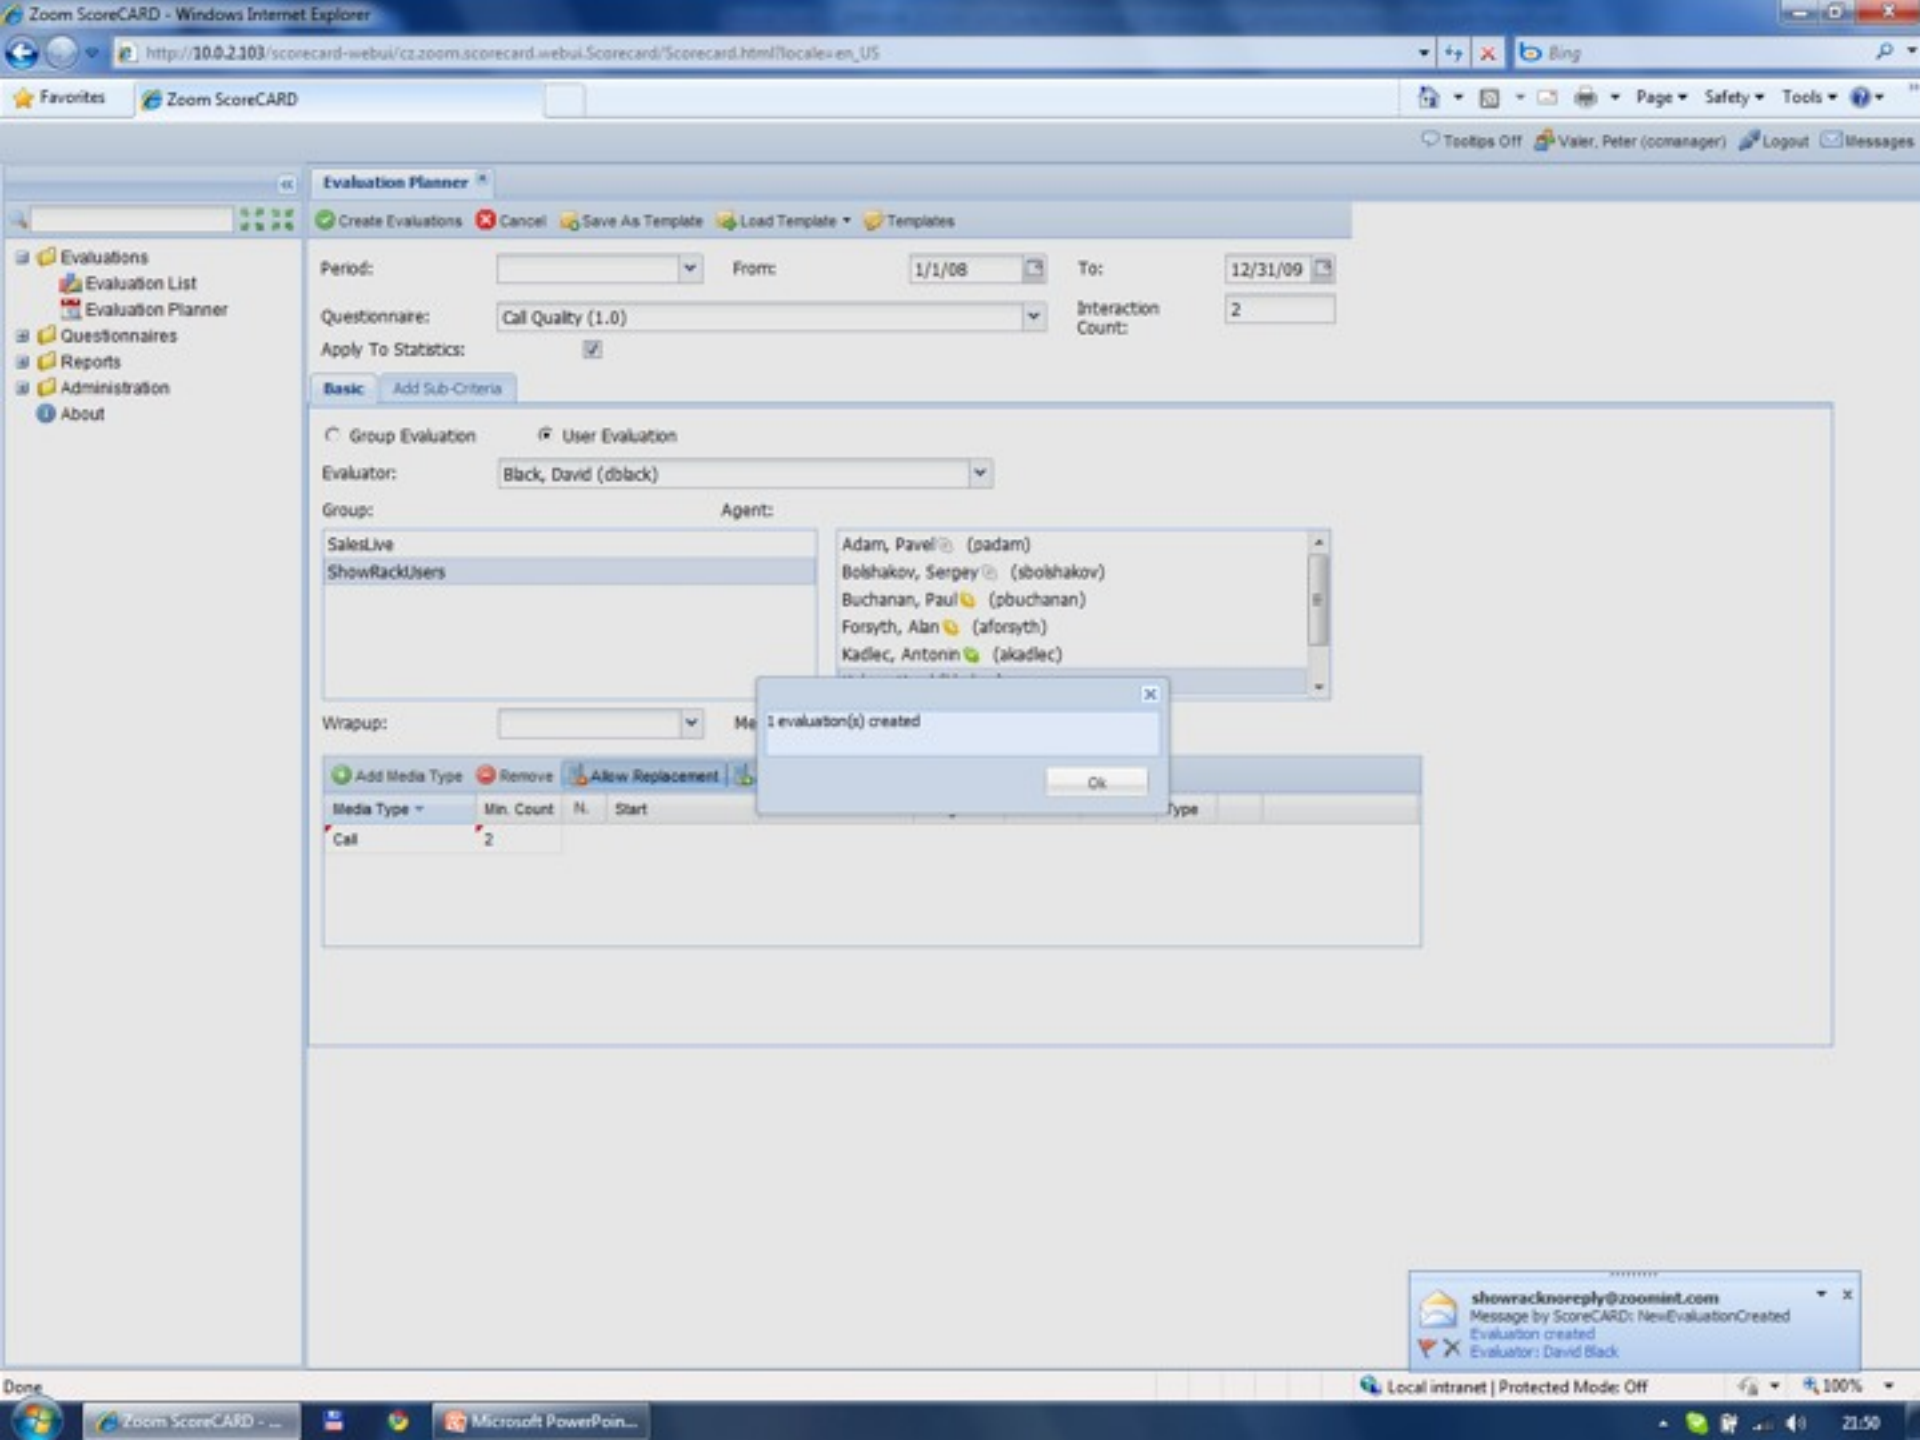 Zoom ScoreCARD - Windows Internet Explorer
http://10.0.2.103/scorecard-webui/cz.zoom.scorecard.webui.Scorecard/Scorecard.html?locale=en_US
Bing
Favorites
Zoom ScoreCARD
Page
Safety
Tools
Tooltips Off
Valer, Peter (ccmanager)
Logout
Messages
Evaluation Planner
Create Evaluations
Cancel
Save As Template
Load Template
Templates
Evaluations
Evaluation List
Evaluation Planner
Questionnaires
Reports
Administration
About
Period:
From:
1/1/08
To:
12/31/09
Questionnaire:
Call Quality (1.0)
Interaction
Count:
2
Apply To Statistics:
Basic
Add Sub-Criteria
Group Evaluation
User Evaluation
Evaluator:
Black, David (dblack)
Group:
Agent:
SalesLive
ShowRackUsers
Adam, Pavel (padam)
Bolshakov, Sergey (sbolshakov)
Buchanan, Paul (pbuchanan)
Forsyth, Alan (aforsyth)
Kadlec, Antonin (akadlec)
Wrapup:
Me
1 evaluation(s) created
Ok
Add Media Type
Remove
Allow Replacement
Media Type
Min. Count
N.
Start
Type
Call
2
showracknoreply@zoomint.com
Message by ScoreCARD: NewEvaluationCreated
Evaluation created
Evaluator: David Black
Done
Local intranet | Protected Mode: Off
100%
Zoom ScoreCARD - ...
Microsoft PowerPoin...
21:50